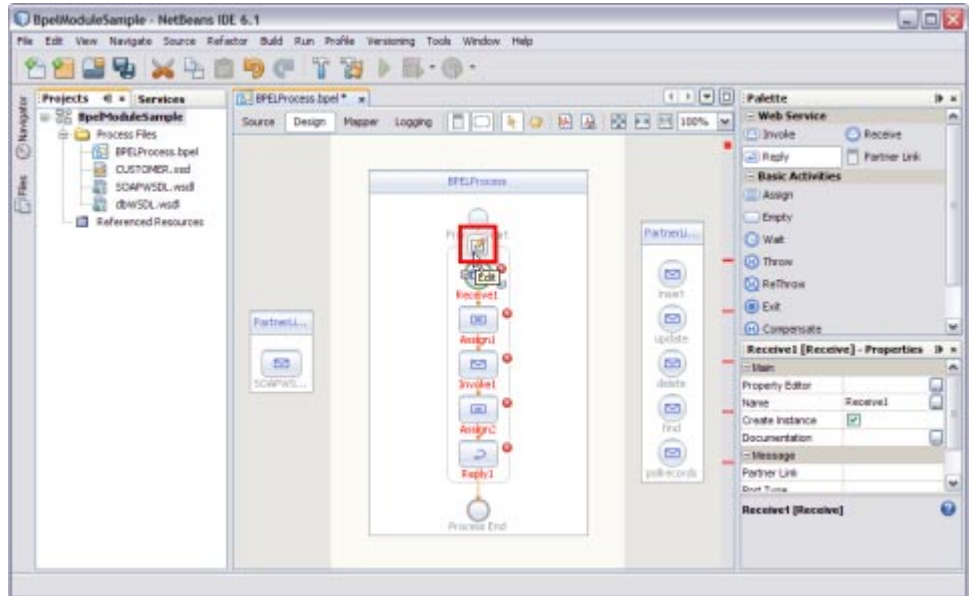 BpelModuleSample - NetBeans IDE 6.1
File Edit View Navigate Source Refactor Build Run Profile Versioning Tools Window Help
Projects Services
BPELProcess.bpel *
Palette
Navigator
Files
BpelModuleSample
Process Files
BPELProcess.bpel
CUSTOMER.xsd
SOAPWSDL.wsdl
dbWSDL.wsdl
Referenced Resources
Source Design Mapper Logging 100%
BPELProcess
Edit
Receive1
Assign1
Invoke1
Assign2
Reply1
Process End
PartnerLi...
SOAPWS...
PartnerLi...
insert
update
delete
find
pollrecords
Web Service
Invoke Receive
Reply Partner Link
Basic Activities
Assign
Empty
Wait
Throw
ReThrow
Exit
Compensate
Receive1 [Receive] - Properties
Main
Property Editor
Name Receive1
Create Instance
Documentation
Message
Partner Link
Port Type
Receive1 [Receive]